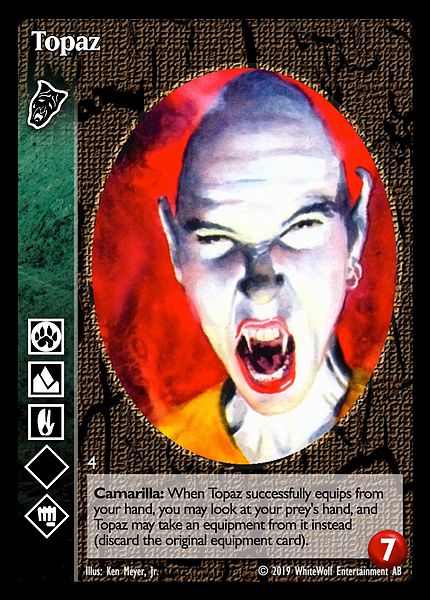 Topaz
4
Camarilla: When Topaz successfully equips from
your hand, you may look at your prey's hand, and
Topaz may take an equipment from it instead
(discard the original equipment card).
7
Illus: Ken Meyer, Jr. © 2019 WhiteWolf Entertainment AB